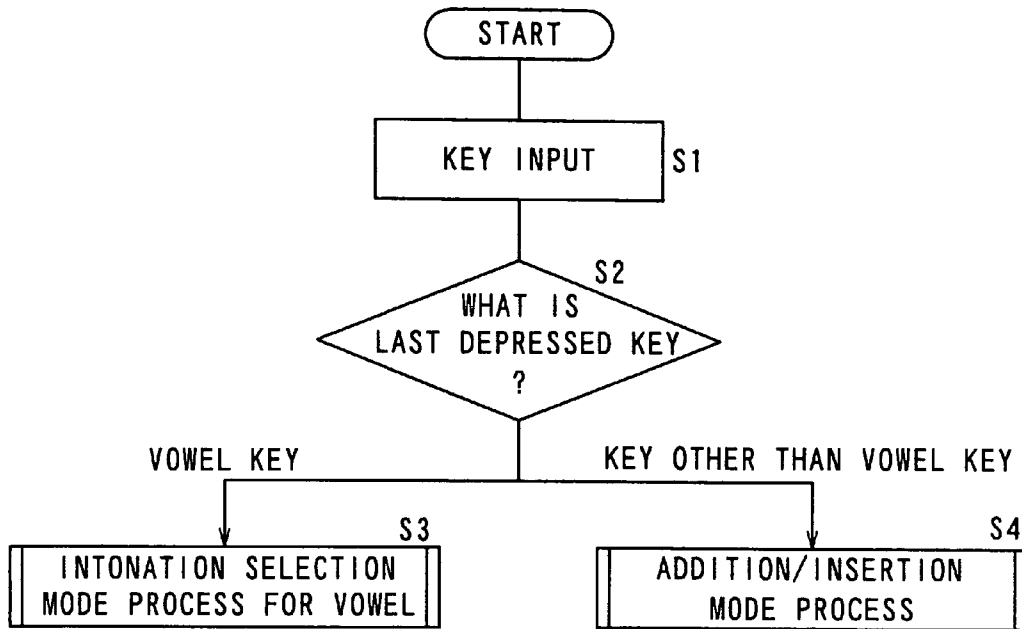 START
KEY INPUT
S1
S2
WHAT IS
LAST DEPRESSED KEY
?
VOWEL KEY
KEY OTHER THAN VOWEL KEY
S3
S4
INTONATION SELECTION
MODE PROCESS FOR VOWEL
ADDITION/INSERTION
MODE PROCESS